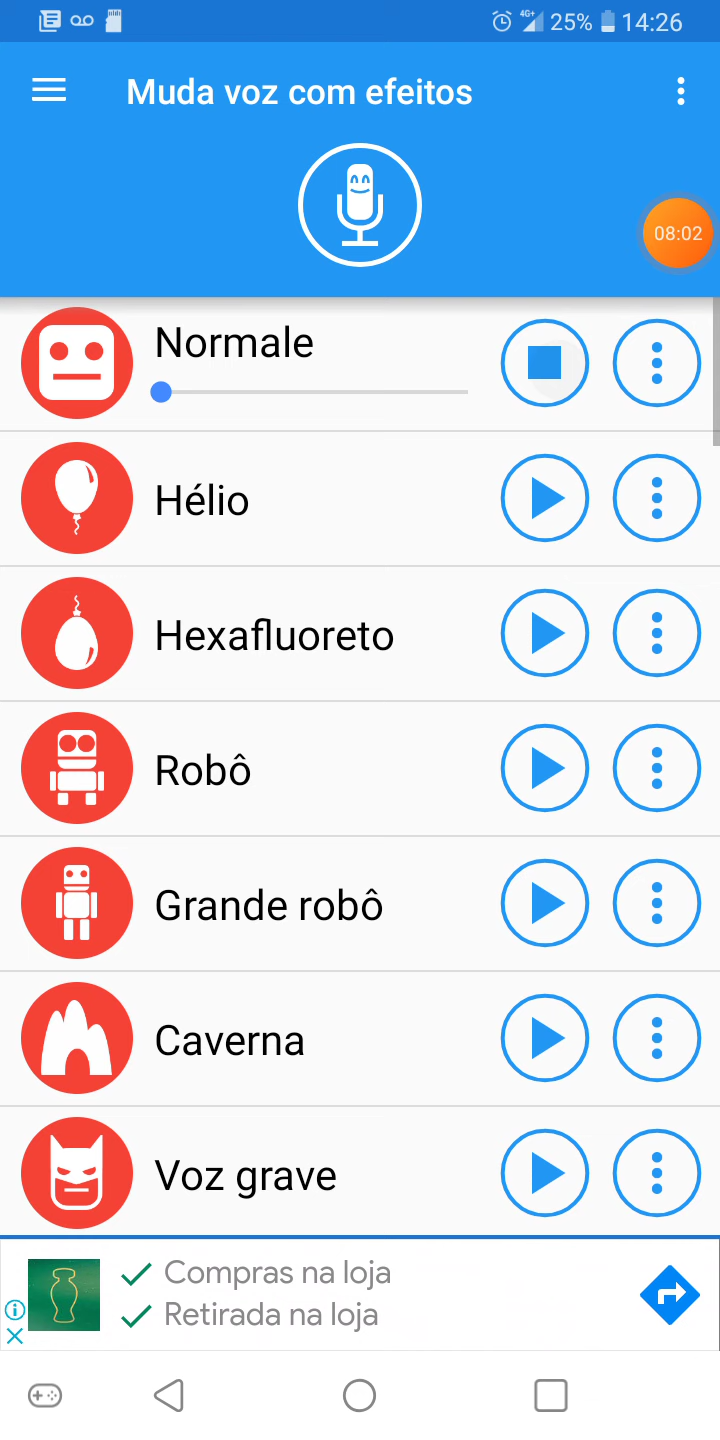 4G+ 25% 14:26
Muda voz com efeitos
08:02
Normale
Hélio
Hexafluoreto
Robô
Grande robô
Caverna
Voz grave
Compras na loja
Retirada na loja